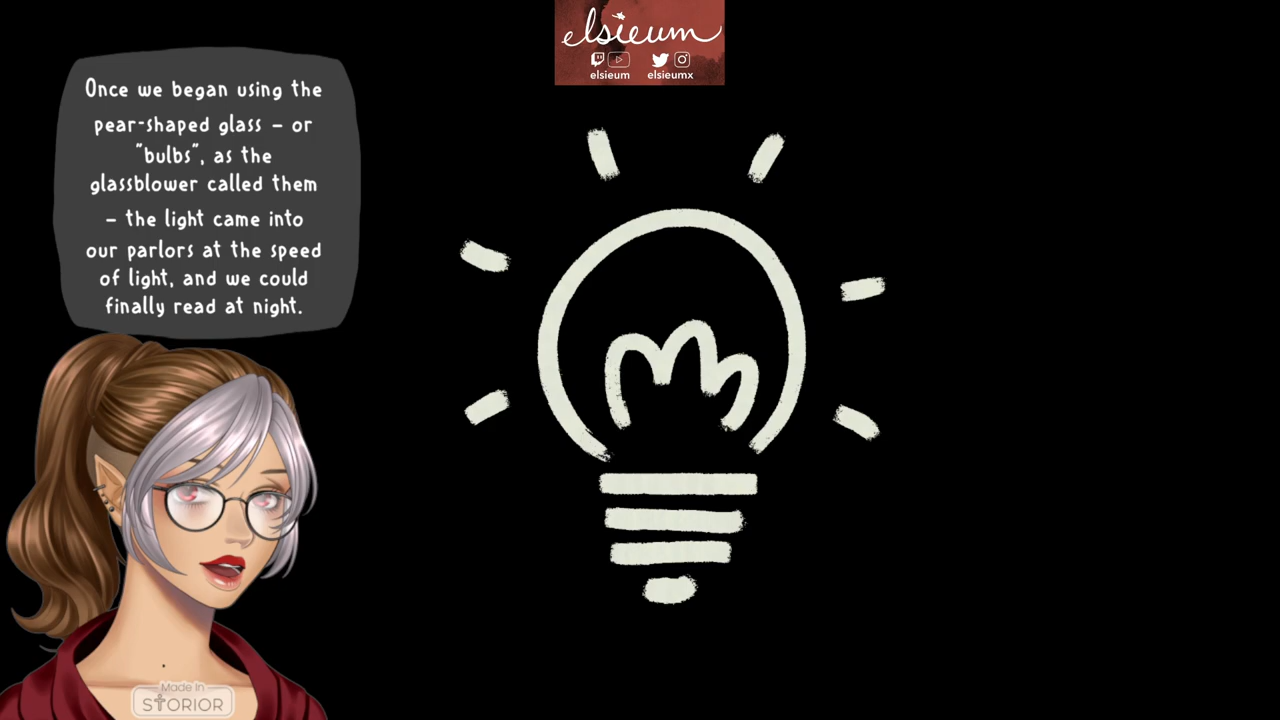 elsieum
elsieum elsieumx
Once we began using the
pear-shaped glass – or
"bulbs", as the
glassblower called them
– the light came into
our parlors at the speed
of light, and we could
finally read at night.
Made in
STORIOR